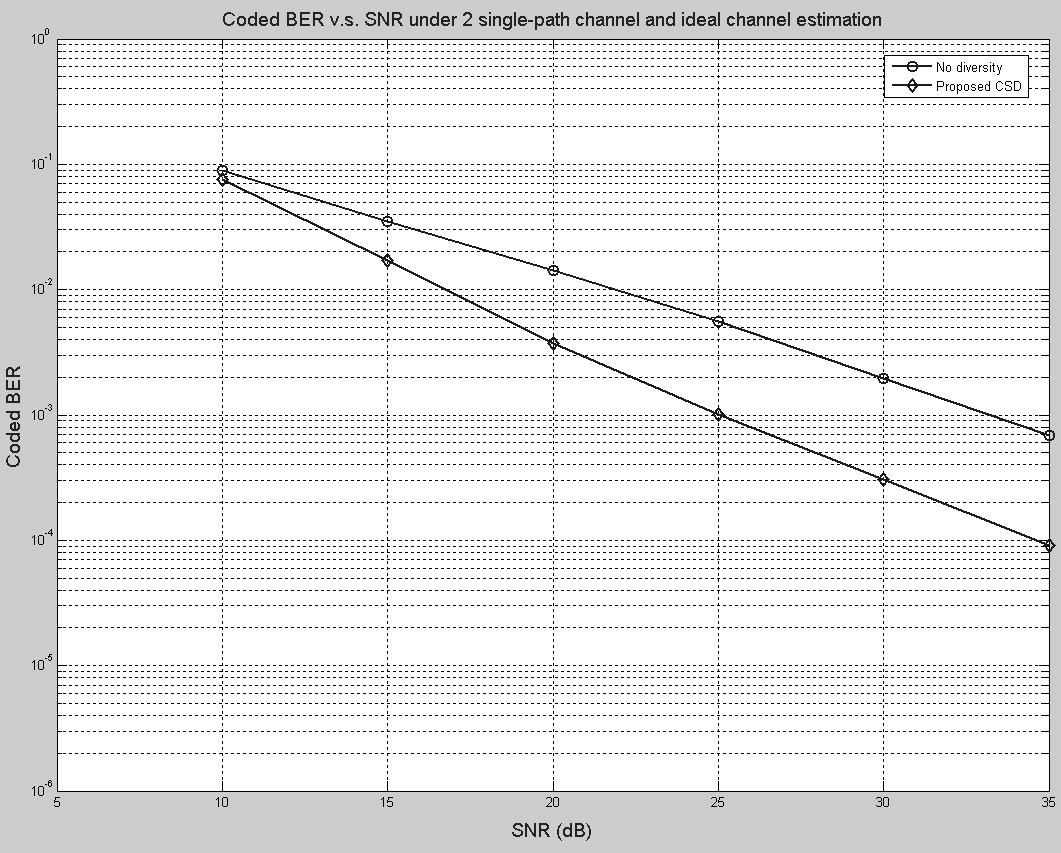 Coded BER v.s. SNR under 2 single-path channel and ideal channel estimation
No diversity
Proposed CSD
10^0
10^-1
10^-2
10^-3
10^-4
10^-5
10^-6
Coded BER
5 10 15 20 25 30 35
SNR (dB)